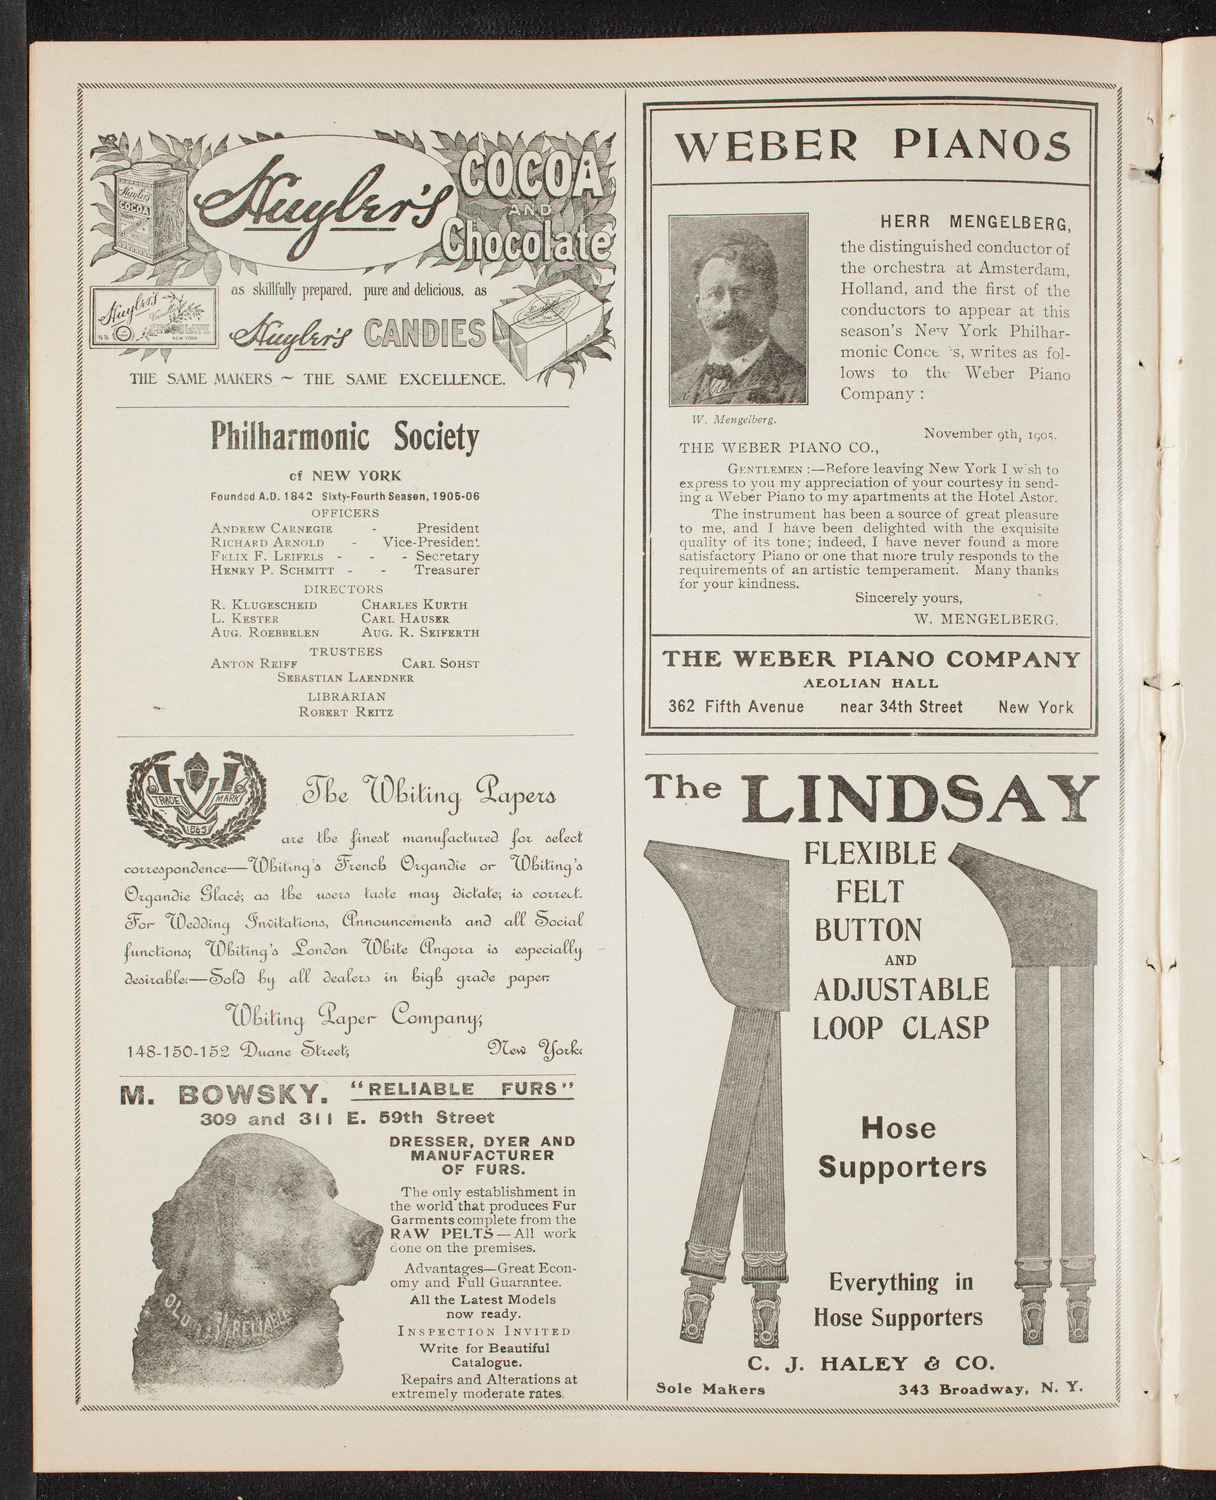 Huyler's COCOA
AND
Chocolate
Huyler's
COCOA
as skillfully prepared, pure and delicious, as
Huyler's
Vanilla
CHOCOLATE
NEW YORK
Huyler's CANDIES
THE SAME MAKERS ~ THE SAME EXCELLENCE.
Philharmonic Society
of NEW YORK
Founded A.D. 1842 Sixty-Fourth Season, 1905-06
OFFICERS
ANDREW CARNEGIE - President
RICHARD ARNOLD - Vice-President
FELIX F. LEIFELS - - - Secretary
HENRY P. SCHMITT - - Treasurer
DIRECTORS
R. KLUGESCHEID CHARLES KURTH
L. KESTER CARL HAUSER
AUG. ROEBBELEN AUG. R. SEIFERTH
TRUSTEES
ANTON REIFF CARL SOHST
SEBASTIAN LAENDNER
LIBRARIAN
ROBERT REITZ
TRADE MARK
1865
The Whiting Papers
are the finest manufactured for select
correspondence—Whiting's French Organdie or Whiting's
Organdie Glacé; as the users taste may dictate, is correct.
For Wedding Invitations, Announcements and all Social
functions, Whiting's London White Angora is especially
desirable:—Sold by all dealers in high grade paper.
Whiting Paper Company,
148-150-152 Duane Street, New York.
M. BOWSKY. "RELIABLE FURS"
309 and 311 E. 59th Street
OLD RELIABLE
DRESSER, DYER AND
MANUFACTURER
OF FURS.
The only establishment in
the world that produces Fur
Garments complete from the
RAW PELTS—All work
done on the premises.
Advantages—Great Econ-
omy and Full Guarantee.
All the Latest Models
now ready.
INSPECTION INVITED
Write for Beautiful
Catalogue.
Repairs and Alterations at
extremely moderate rates.
WEBER PIANOS
W. Mengelberg.
HERR MENGELBERG,
the distinguished conductor of
the orchestra at Amsterdam,
Holland, and the first of the
conductors to appear at this
season's New York Philhar-
monic Conce s, writes as fol-
lows to the Weber Piano
Company :
November 9th, 1905.
THE WEBER PIANO CO.,
GENTLEMEN :—Before leaving New York I wish to
express to you my appreciation of your courtesy in send-
ing a Weber Piano to my apartments at the Hotel Astor.
The instrument has been a source of great pleasure
to me, and I have been delighted with the exquisite
quality of its tone; indeed, I have never found a more
satisfactory Piano or one that more truly responds to the
requirements of an artistic temperament. Many thanks
for your kindness.
Sincerely yours,
W. MENGELBERG.
THE WEBER PIANO COMPANY
AEOLIAN HALL
362 Fifth Avenue near 34th Street New York
The LINDSAY
FLEXIBLE
FELT
BUTTON
AND
ADJUSTABLE
LOOP CLASP
Hose
Supporters
Everything in
Hose Supporters
C. J. HALEY & CO.
Sole Makers 343 Broadway, N. Y.